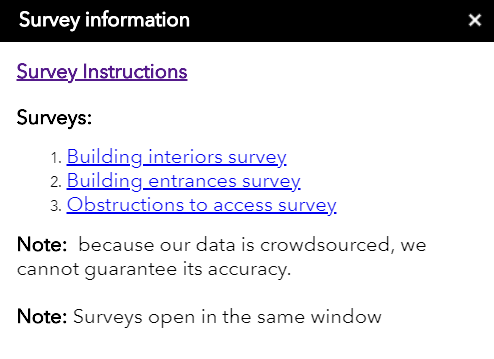 Survey information ×
Survey Instructions
Surveys:
1. Building interiors survey
2. Building entrances survey
3. Obstructions to access survey
Note: because our data is crowdsourced, we
cannot guarantee its accuracy.
Note: Surveys open in the same window